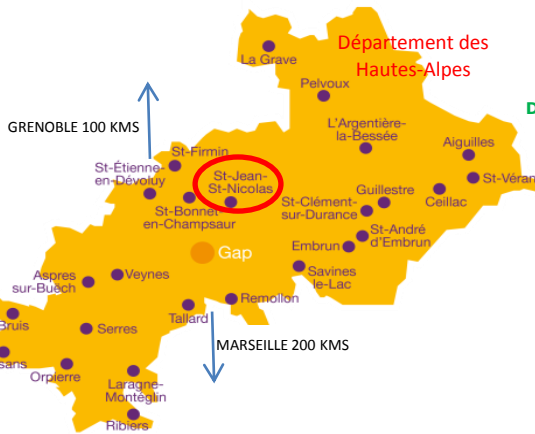 Département des
Hautes-Alpes
La Grave
Pelvoux
D
GRENOBLE 100 KMS
L'Argentière-
la-Bessée
Aiguilles
St-Firmin
St-Étienne-
en-Dévoluy
St-Jean-
St-Nicolas
St-Véran
St-Bonnet-
en-Champsaur
St-Clément-
sur-Durance
Guillestre
Ceillac
St-André
d'Embrun
Embrun
Gap
Savines
le-Lac
Aspres
sur-Buëch
Veynes
Remollon
Tallard
Bruis
Serres
MARSEILLE 200 KMS
sans
Orpierre
Laragne-
Montéglin
Ribiers